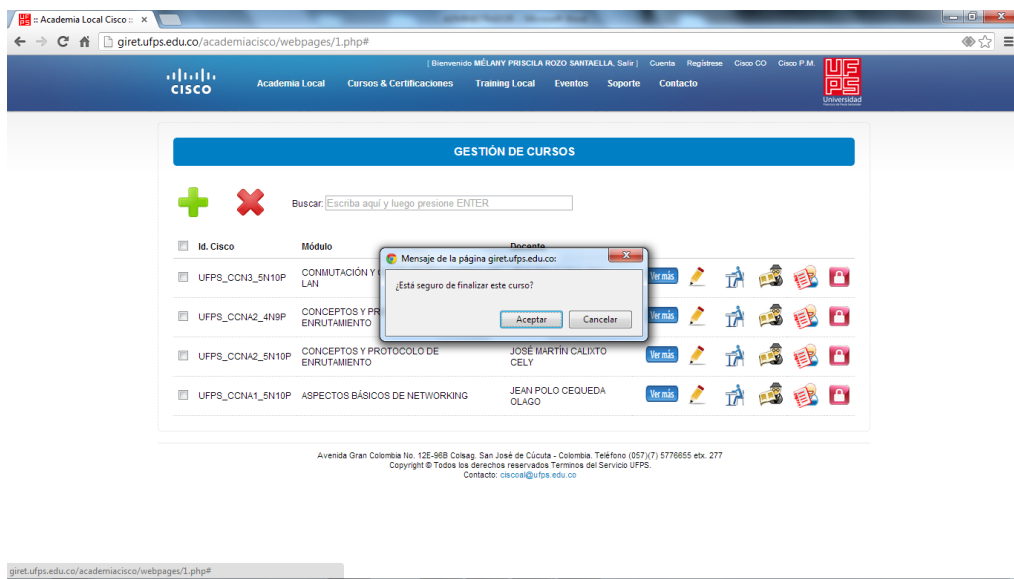 :: Academia Local Cisco ::
giret.ufps.edu.co/academiacisco/webpages/1.php#
[ Bienvenido MÉLANY PRISCILA ROZO SANTAELLA, Salir ] Cuenta Regístrese Cisco CO Cisco P.M.
CISCO
Academia Local Cursos & Certificaciones Training Local Eventos Soporte Contacto
UFPS
Universidad
GESTIÓN DE CURSOS
Buscar: Escriba aquí y luego presione ENTER
Id. Cisco Módulo Docente
Mensaje de la página giret.ufps.edu.co:
¿Está seguro de finalizar este curso?
Aceptar Cancelar
UFPS_CCN3_5N10P CONMUTACIÓN Y
LAN
Ver más
UFPS_CCNA2_4N9P CONCEPTOS Y PR
ENRUTAMIENTO
Ver más
UFPS_CCNA2_5N10P CONCEPTOS Y PROTOCOLO DE
ENRUTAMIENTO
JOSÉ MARTÍN CALIXTO
CELY
Ver más
UFPS_CCNA1_5N10P ASPECTOS BÁSICOS DE NETWORKING
JEAN POLO CEQUEDA
OLAGO
Ver más
Avenida Gran Colombia No. 12E-96B Colsag. San José de Cúcuta - Colombia. Teléfono (057)(7) 5776655 etx. 277
Copyright © Todos los derechos reservados Terminos del Servicio UFPS.
Contacto: ciscoal@ufps.edu.co
giret.ufps.edu.co/academiacisco/webpages/1.php#